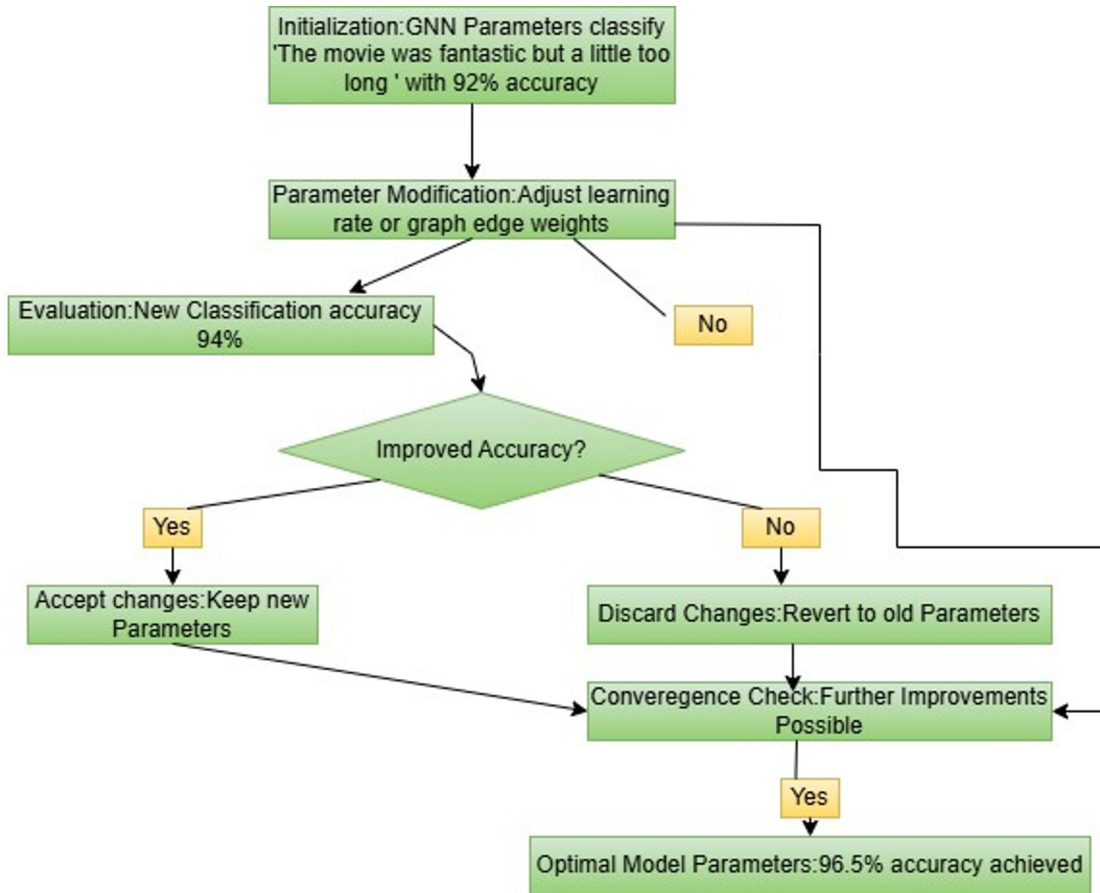 Initialization:GNN Parameters classify
'The movie was fantastic but a little too
long ' with 92% accuracy
Parameter Modification:Adjust learning
rate or graph edge weights
Evaluation:New Classification accuracy
94%
No
Improved Accuracy?
Yes
No
Accept changes:Keep new
Parameters
Discard Changes:Revert to old Parameters
Converegence Check:Further Improvements
Possible
Yes
Optimal Model Parameters:96.5% accuracy achieved